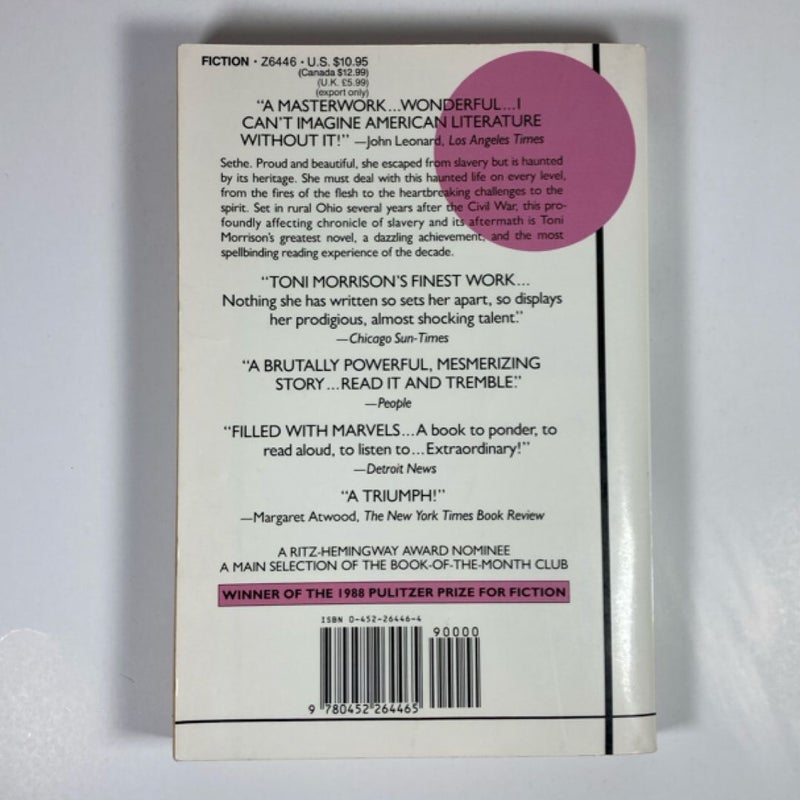 FICTION · Z6446 · U.S. $10.95
(Canada $12.99)
(U.K. £5.99)
(export only)
“A MASTERWORK...WONDERFUL...I
CAN’T IMAGINE AMERICAN LITERATURE
WITHOUT IT!” —John Leonard, Los Angeles Times
Sethe. Proud and beautiful, she escaped from slavery but is haunted
by its heritage. She must deal with this haunted life on every level,
from the fires of the flesh to the heartbreaking challenges to the
spirit. Set in rural Ohio several years after the Civil War, this pro-
foundly affecting chronicle of slavery and its aftermath is Toni
Morrison’s greatest novel, a dazzling achievement, and the most
spellbinding reading experience of the decade.
“TONI MORRISON’S FINEST WORK...
Nothing she has written so sets her apart, so displays
her prodigious, almost shocking talent.”
—Chicago Sun-Times
“A BRUTALLY POWERFUL, MESMERIZING
STORY...READ IT AND TREMBLE.”
—People
“FILLED WITH MARVELS...A book to ponder, to
read aloud, to listen to...Extraordinary!”
—Detroit News
“A TRIUMPH!”
—Margaret Atwood, The New York Times Book Review
A RITZ-HEMINGWAY AWARD NOMINEE
A MAIN SELECTION OF THE BOOK-OF-THE-MONTH CLUB
WINNER OF THE 1988 PULITZER PRIZE FOR FICTION
ISBN 0-452-26446-4
90000
9 780452 264465